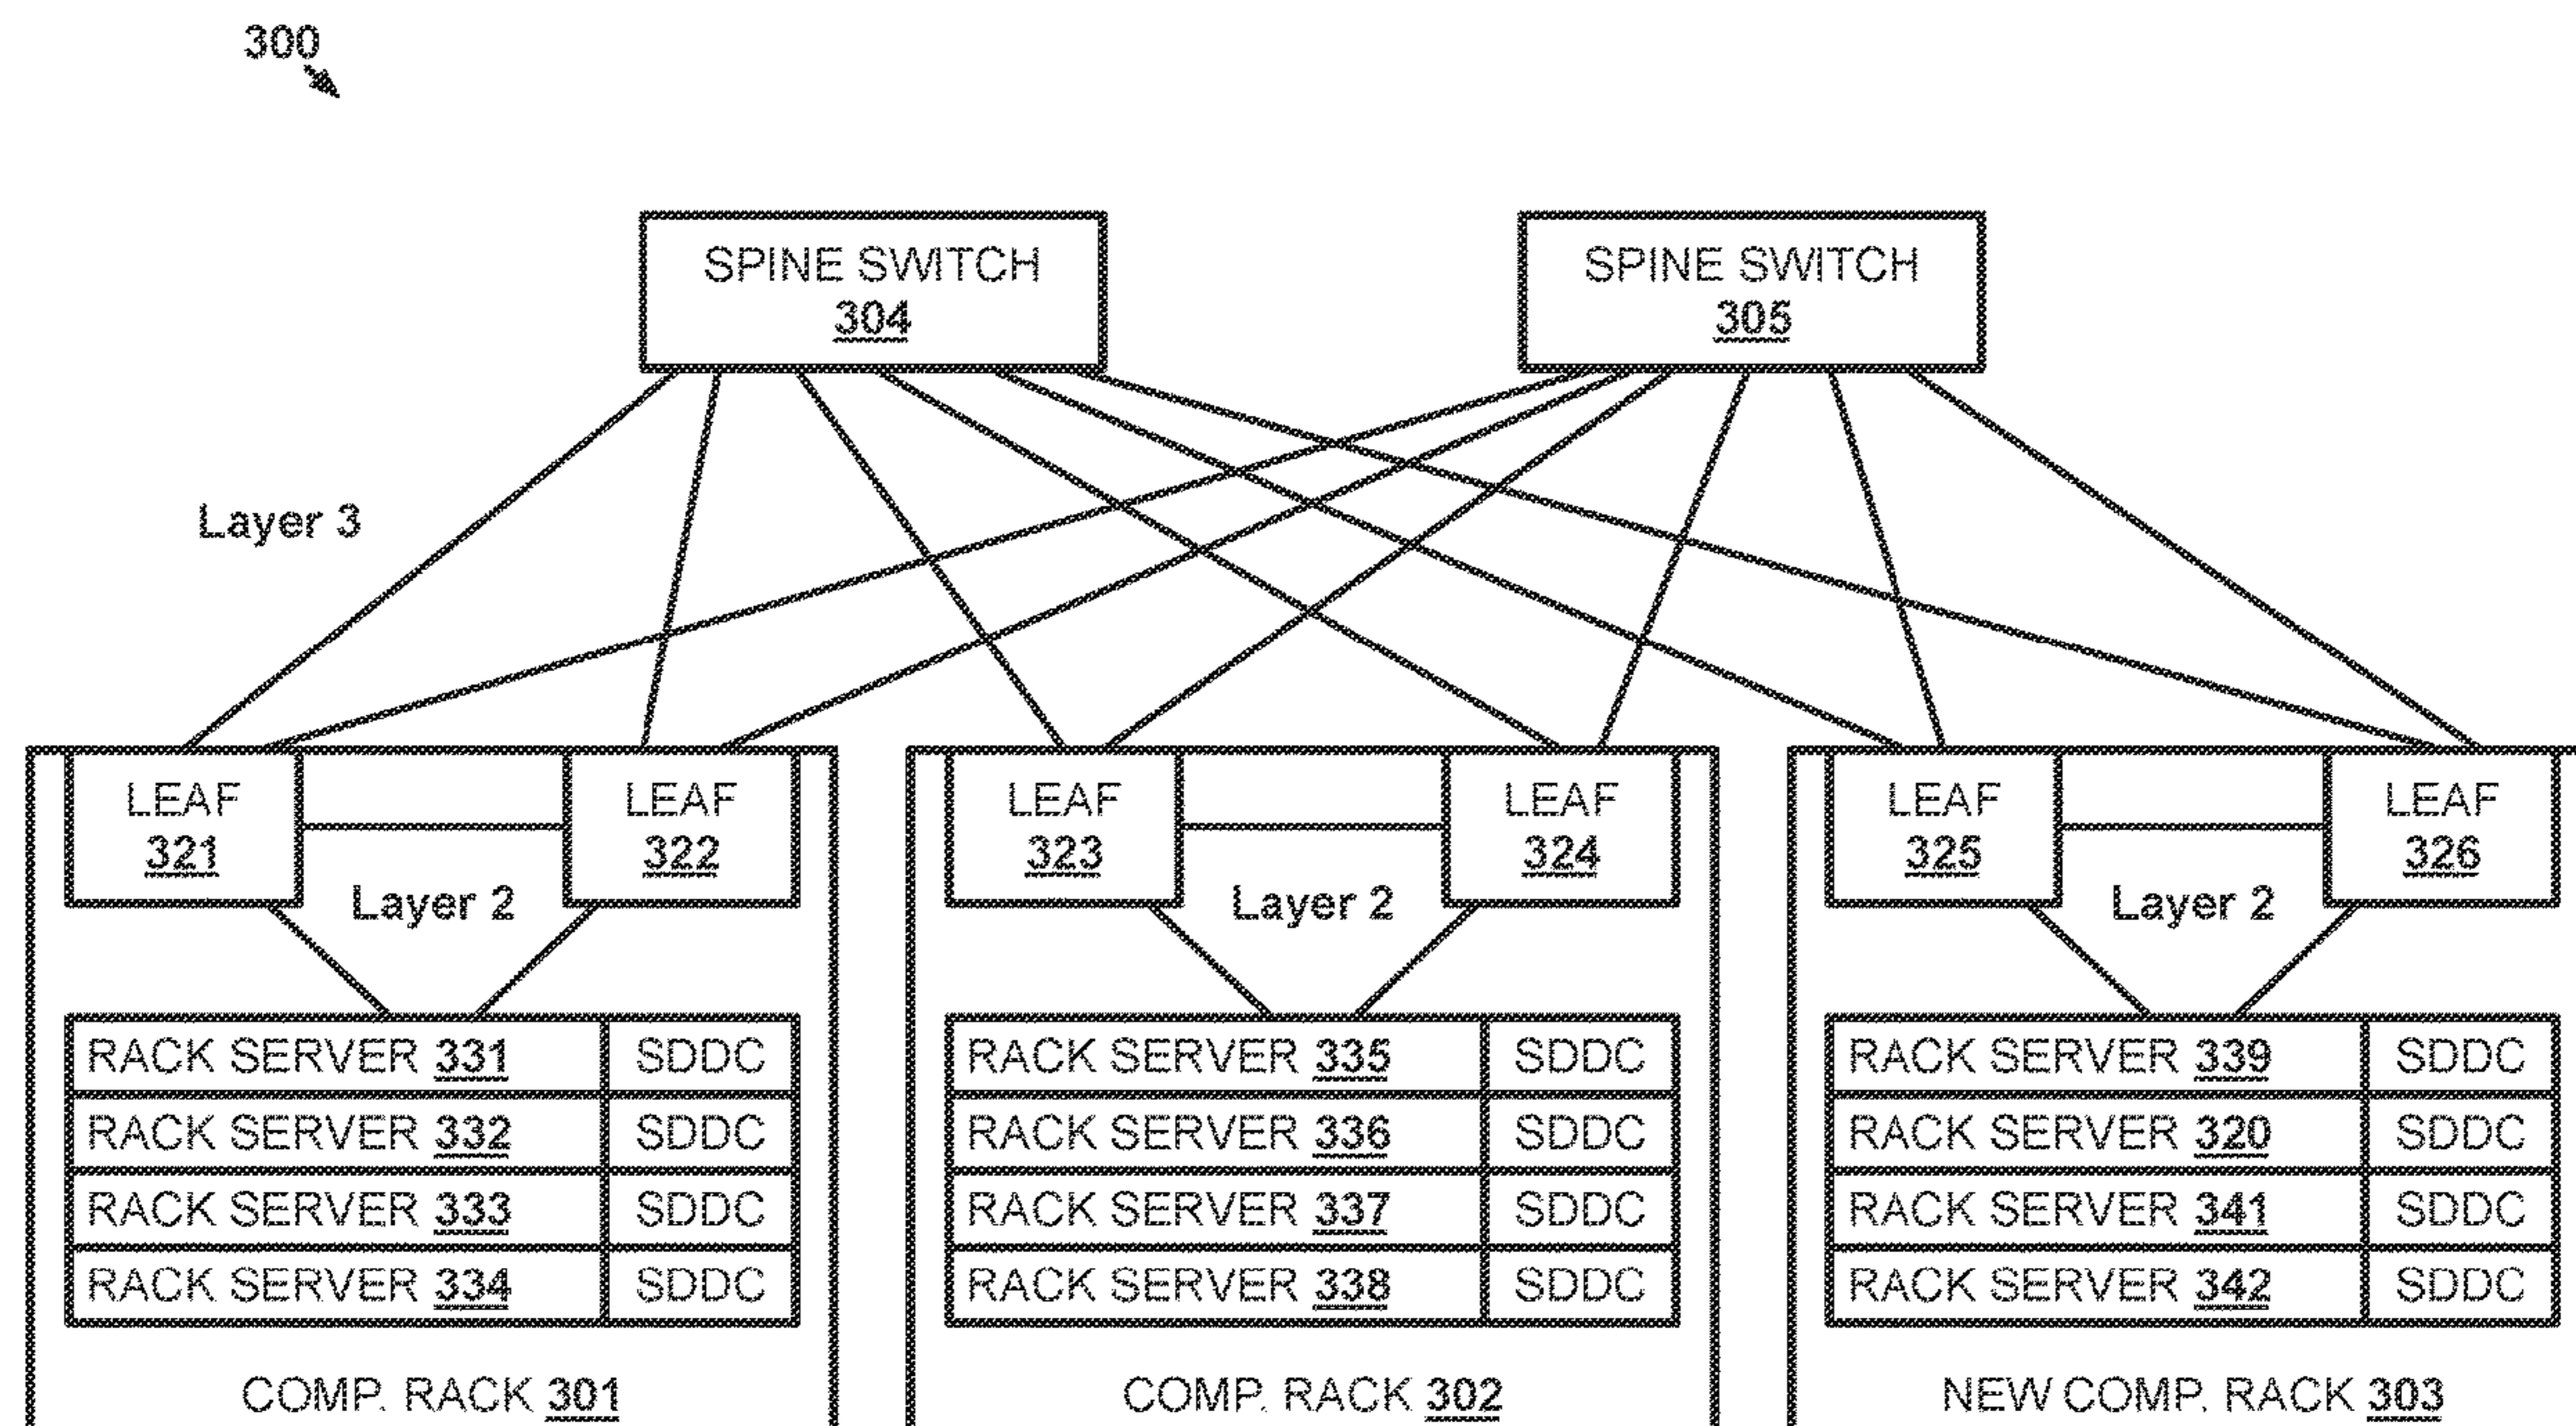 300
SPINE SWITCH
304
SPINE SWITCH
305
Layer 3
LEAF
321
LEAF
322
Layer 2
RACK SERVER 331 SDDC
RACK SERVER 332 SDDC
RACK SERVER 333 SDDC
RACK SERVER 334 SDDC
COMP. RACK 301
LEAF
323
LEAF
324
Layer 2
RACK SERVER 335 SDDC
RACK SERVER 336 SDDC
RACK SERVER 337 SDDC
RACK SERVER 338 SDDC
COMP. RACK 302
LEAF
325
LEAF
326
Layer 2
RACK SERVER 339 SDDC
RACK SERVER 320 SDDC
RACK SERVER 341 SDDC
RACK SERVER 342 SDDC
NEW COMP. RACK 303